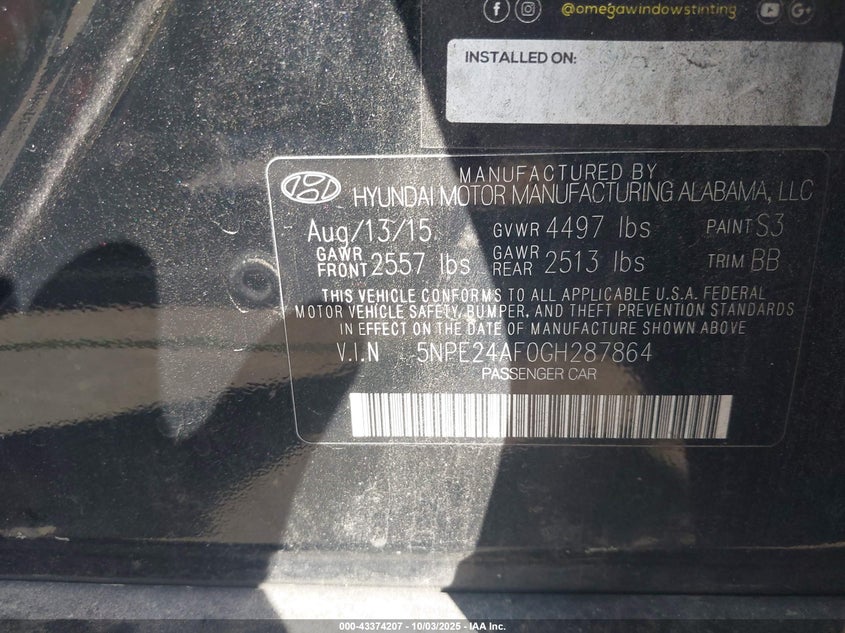 @omegawindowstinting
INSTALLED ON:
MANUFACTURED BY
HYUNDAI MOTOR MANUFACTURING ALABAMA, LLC
Aug/13/15 GVWR 4497 lbs PAINT S3
GAWR FRONT 2557 lbs GAWR REAR 2513 lbs TRIM BB
THIS VEHICLE CONFORMS TO ALL APPLICABLE U.S.A. FEDERAL
MOTOR VEHICLE SAFETY, BUMPER, AND THEFT PREVENTION STANDARDS
IN EFFECT ON THE DATE OF MANUFACTURE SHOWN ABOVE
V.I.N 5NPE24AF0GH287864
PASSENGER CAR
000-43374207 - 10/03/2025 - IAA Inc.